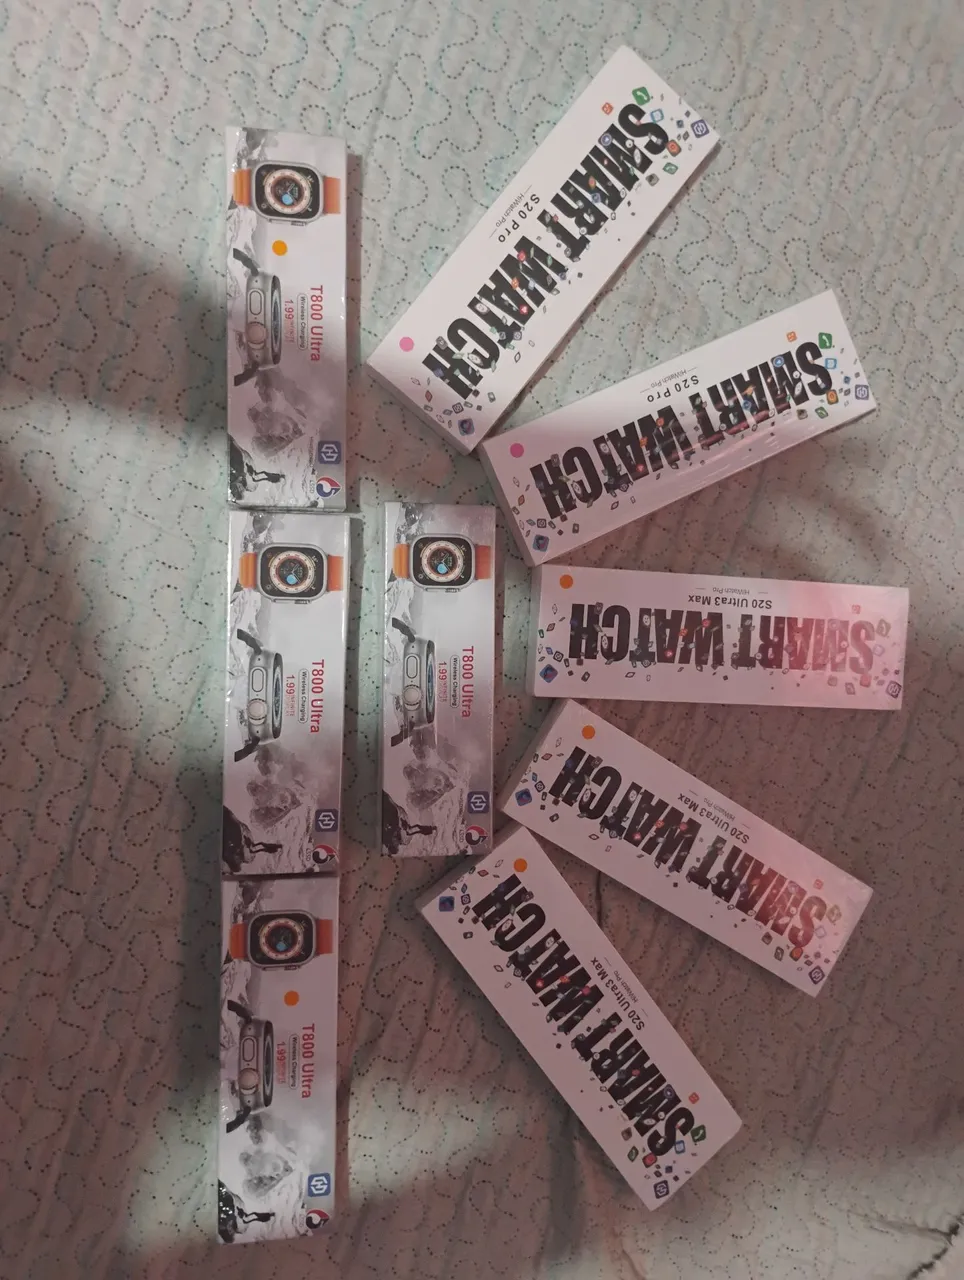 T800 Ultra
Wireless Charging
1.99
SMART WATCH
S20 Pro
HiWatch Pro
SMART WATCH
S20 Pro
HiWatch Pro
T800 Ultra
Wireless Charging
1.99
T800 Ultra
Wireless Charging
1.99
SMART WATCH
S20 Ultra3 Max
HiWatch Pro
SMART WATCH
S20 Ultra3 Max
HiWatch Pro
T800 Ultra
Wireless Charging
1.99
SMART WATCH
S20 Ultra3 Max
HiWatch Pro